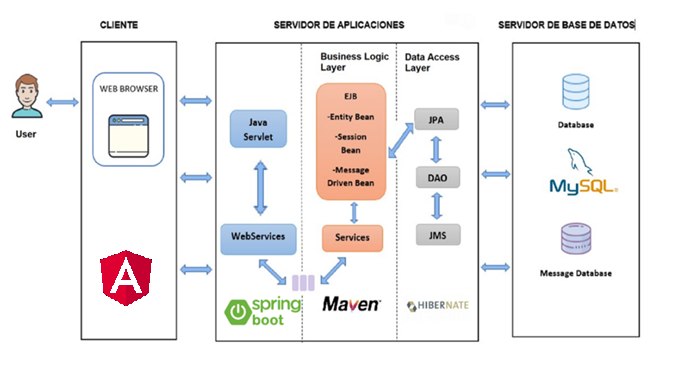 CLIENTE
SERVIDOR DE APLICACIONES
SERVIDOR DE BASE DE DATOS
User
WEB BROWSER
Java
Servlet
WebServices
spring
boot
Business Logic
Layer
EJB
-Entity Bean
-Session
Bean
-Message
Driven Bean
Services
Maven
Data Access
Layer
JPA
DAO
JMS
HIBERNATE
Database
MySQL
Message Database